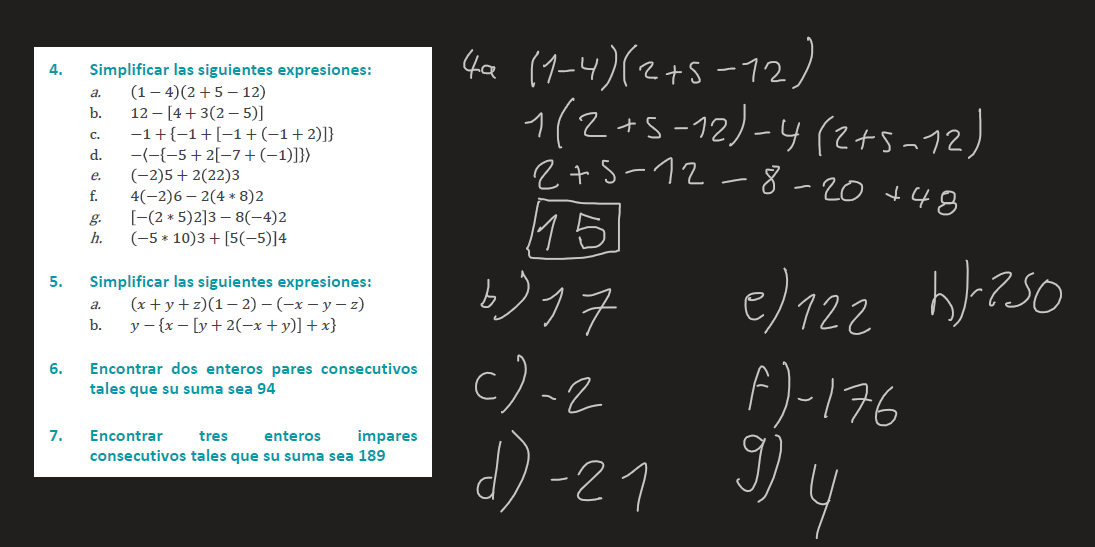 4. Simplificar las siguientes expresiones:
a. (1 − 4)(2 + 5 − 12)
b. 12 − [4 + 3(2 − 5)]
c. −1 + {−1 + [−1 + (−1 + 2)]}
d. −⟨−{−5 + 2[−7 + (−1)]}⟩
e. (−2)5 + 2(22)3
f. 4(−2)6 − 2(4 ∗ 8)2
g. [−(2 ∗ 5)2]3 − 8(−4)2
h. (−5 ∗ 10)3 + [5(−5)]4
5. Simplificar las siguientes expresiones:
a. (x + y + z)(1 − 2) − (−x − y − z)
b. y − {x − [y + 2(−x + y)] + x}
6. Encontrar dos enteros pares consecutivos
tales que su suma sea 94
7. Encontrar tres enteros impares
consecutivos tales que su suma sea 189
4a (1-4)(2+5-12)
1(2+5-12)-4(2+5-12)
2+5-12-8-20+48
15
b) 17 e) 122 h) -250
c) -2 f) -176
d) -21 g) y